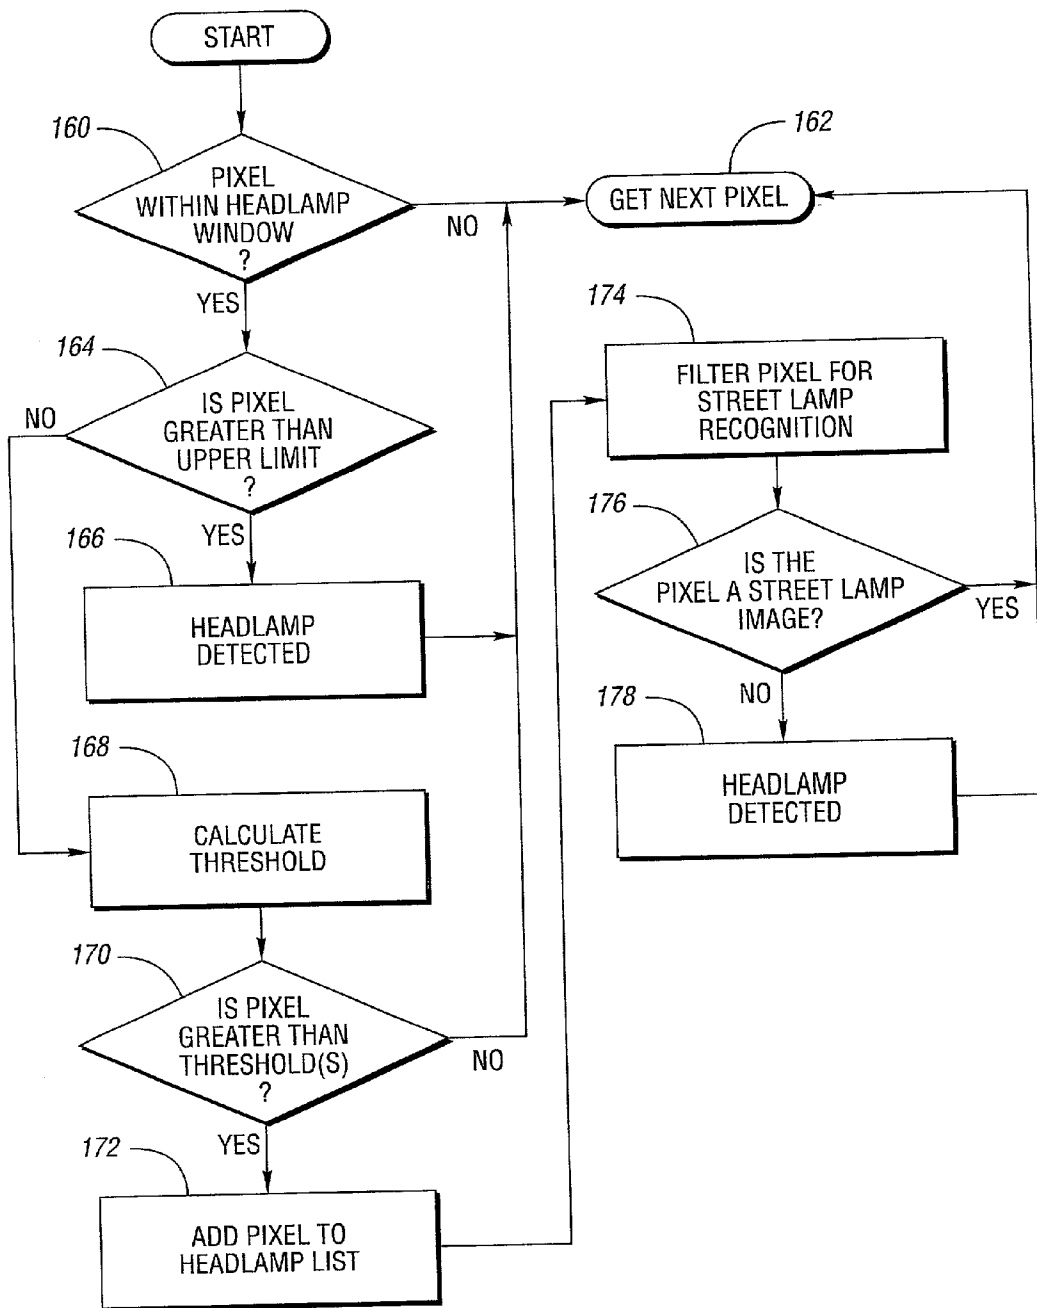 START
160
PIXEL
WITHIN HEADLAMP
WINDOW
?
NO
YES
162
GET NEXT PIXEL
164
IS PIXEL
GREATER THAN
UPPER LIMIT
?
NO
YES
166
HEADLAMP
DETECTED
168
CALCULATE
THRESHOLD
170
IS PIXEL
GREATER THAN
THRESHOLD(S)
?
NO
YES
172
ADD PIXEL TO
HEADLAMP LIST
174
FILTER PIXEL FOR
STREET LAMP
RECOGNITION
176
IS THE
PIXEL A STREET LAMP
IMAGE?
YES
NO
178
HEADLAMP
DETECTED